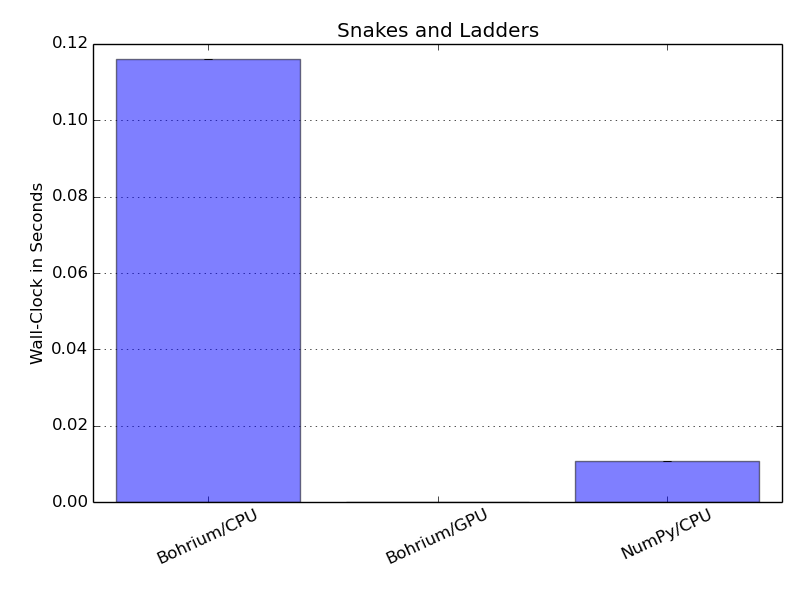 Snakes and Ladders
Wall-Clock in Seconds
0.12
0.10
0.08
0.06
0.04
0.02
0.00
Bohrium/CPU
Bohrium/GPU
NumPy/CPU